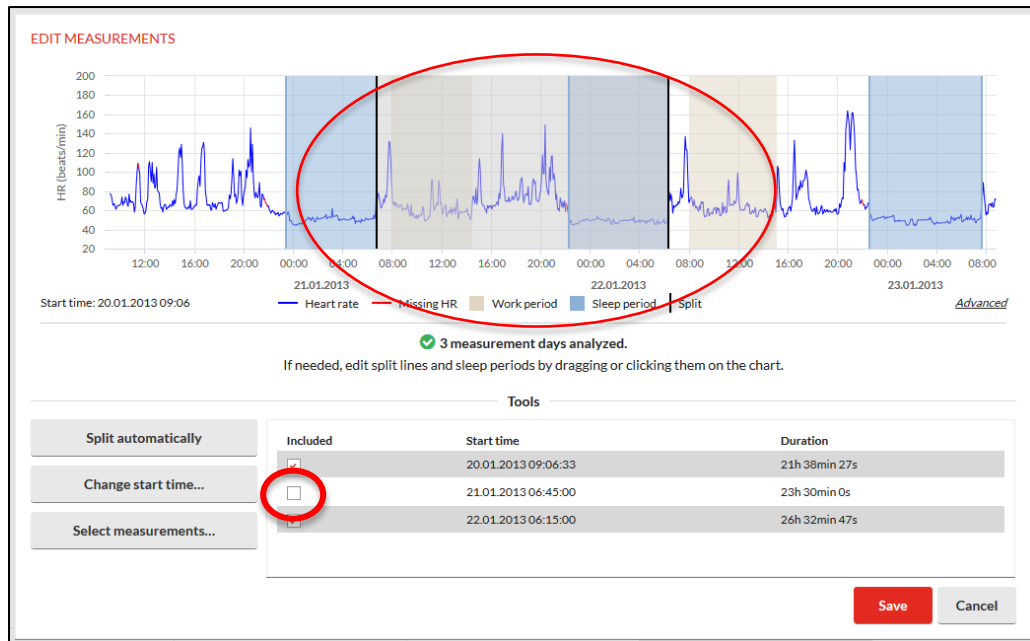 EDIT MEASUREMENTS
200
180
160
140
120
100
80
60
40
20
HR (beats/min)
12:00 16:00 20:00 00:00 04:00 08:00 12:00 16:00 20:00 00:00 04:00 08:00 12:00 16:00 20:00 00:00 04:00 08:00
21.01.2013 22.01.2013 23.01.2013
Start time: 20.01.2013 09:06 Heart rate Missing HR Work period Sleep period Split Advanced
3 measurement days analyzed.
If needed, edit split lines and sleep periods by dragging or clicking them on the chart.
Tools
Split automatically
Change start time...
Select measurements...
Included Start time Duration
20.01.2013 09:06:33 21h 38min 27s
21.01.2013 06:45:00 23h 30min 0s
22.01.2013 06:15:00 26h 32min 47s
Save Cancel